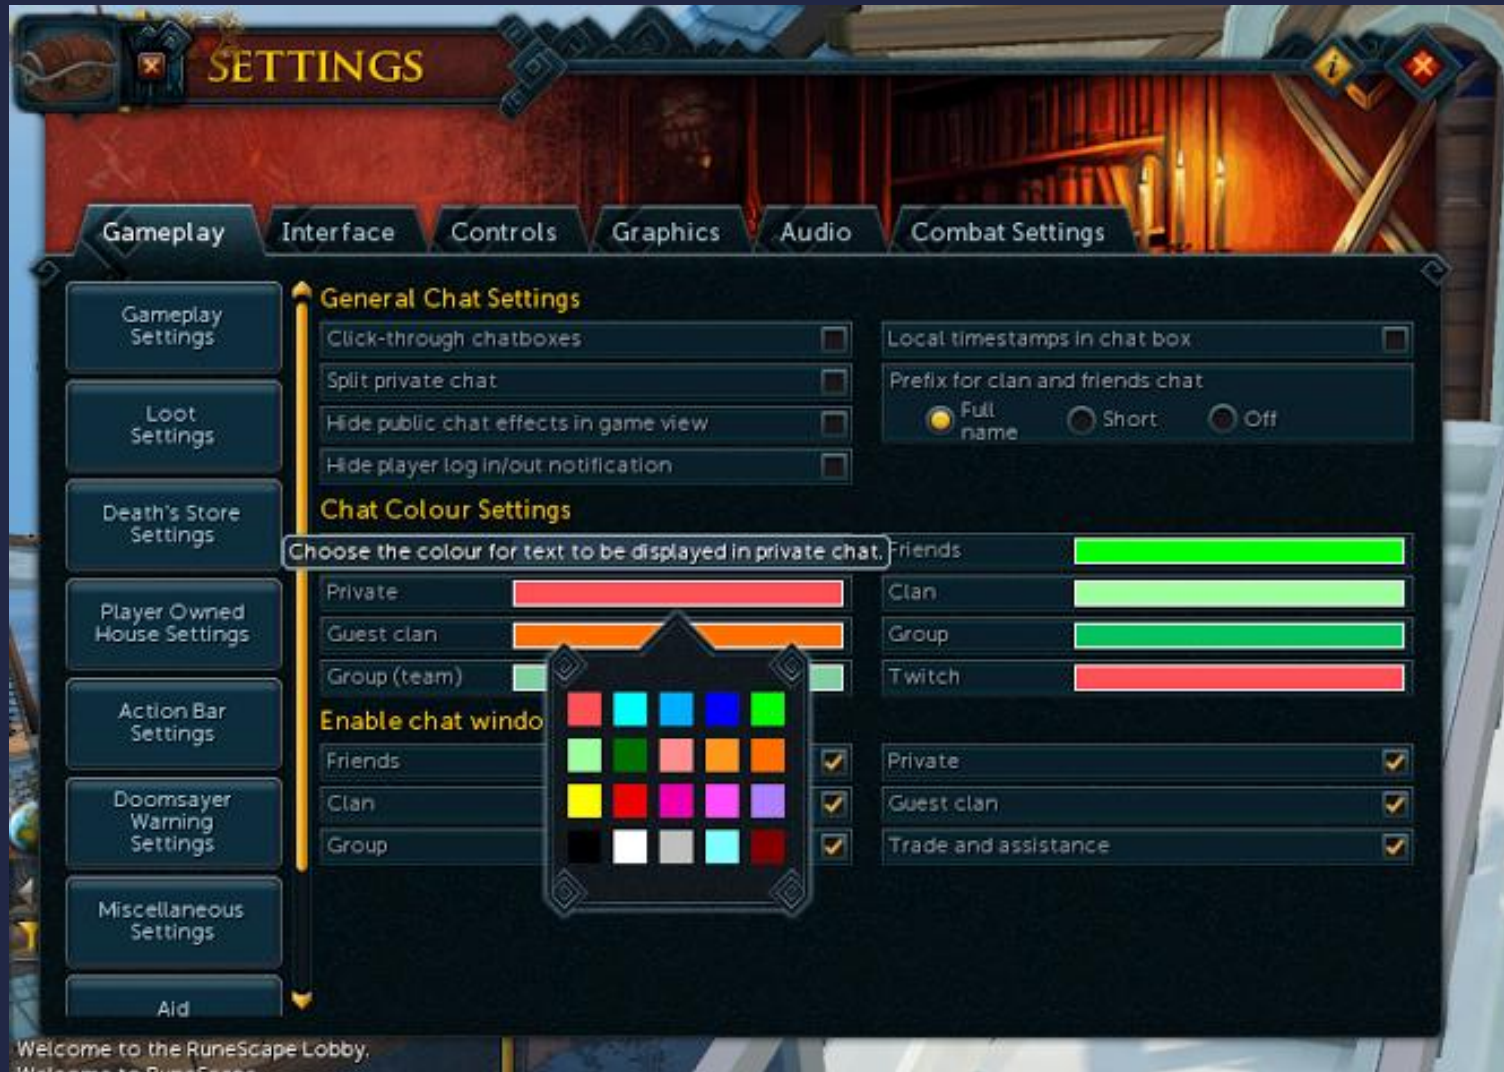 SETTINGS
Gameplay
Interface
Controls
Graphics
Audio
Combat Settings
Gameplay
Settings
Loot
Settings
Death's Store
Settings
Player Owned
House Settings
Action Bar
Settings
Doomsayer
Warning
Settings
Miscellaneous
Settings
Aid
General Chat Settings
Click-through chatboxes
Local timestamps in chat box
Split private chat
Prefix for clan and friends chat
Full
name
Short
Off
Hide public chat effects in game view
Hide player log in/out notification
Chat Colour Settings
Choose the colour for text to be displayed in private chat.
Friends
Private
Clan
Guest clan
Group
Group (team)
Twitch
Enable chat windo
Friends
Private
Clan
Guest clan
Group
Trade and assistance
Welcome to the RuneScape Lobby.
Welcome to RuneScape